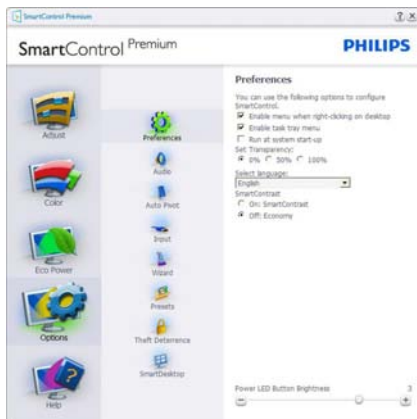 SmartControl Premium
SmartControl Premium
PHILIPS
Adjust
Color
Eco Power
Options
Help
Preferences
Audio
Auto Pivot
Input
Wizard
Presets
Theft Deterrence
SmartDesktop
Preferences
You can use the following options to configure
SmartControl.
Enable menu when right-clicking on desktop
Enable task tray menu
Run at system start-up
Set Transparency:
0% 50% 100%
Select language:
English
SmartContrast
On: SmartContrast
Off: Economy
Power LED Button Brightness 3